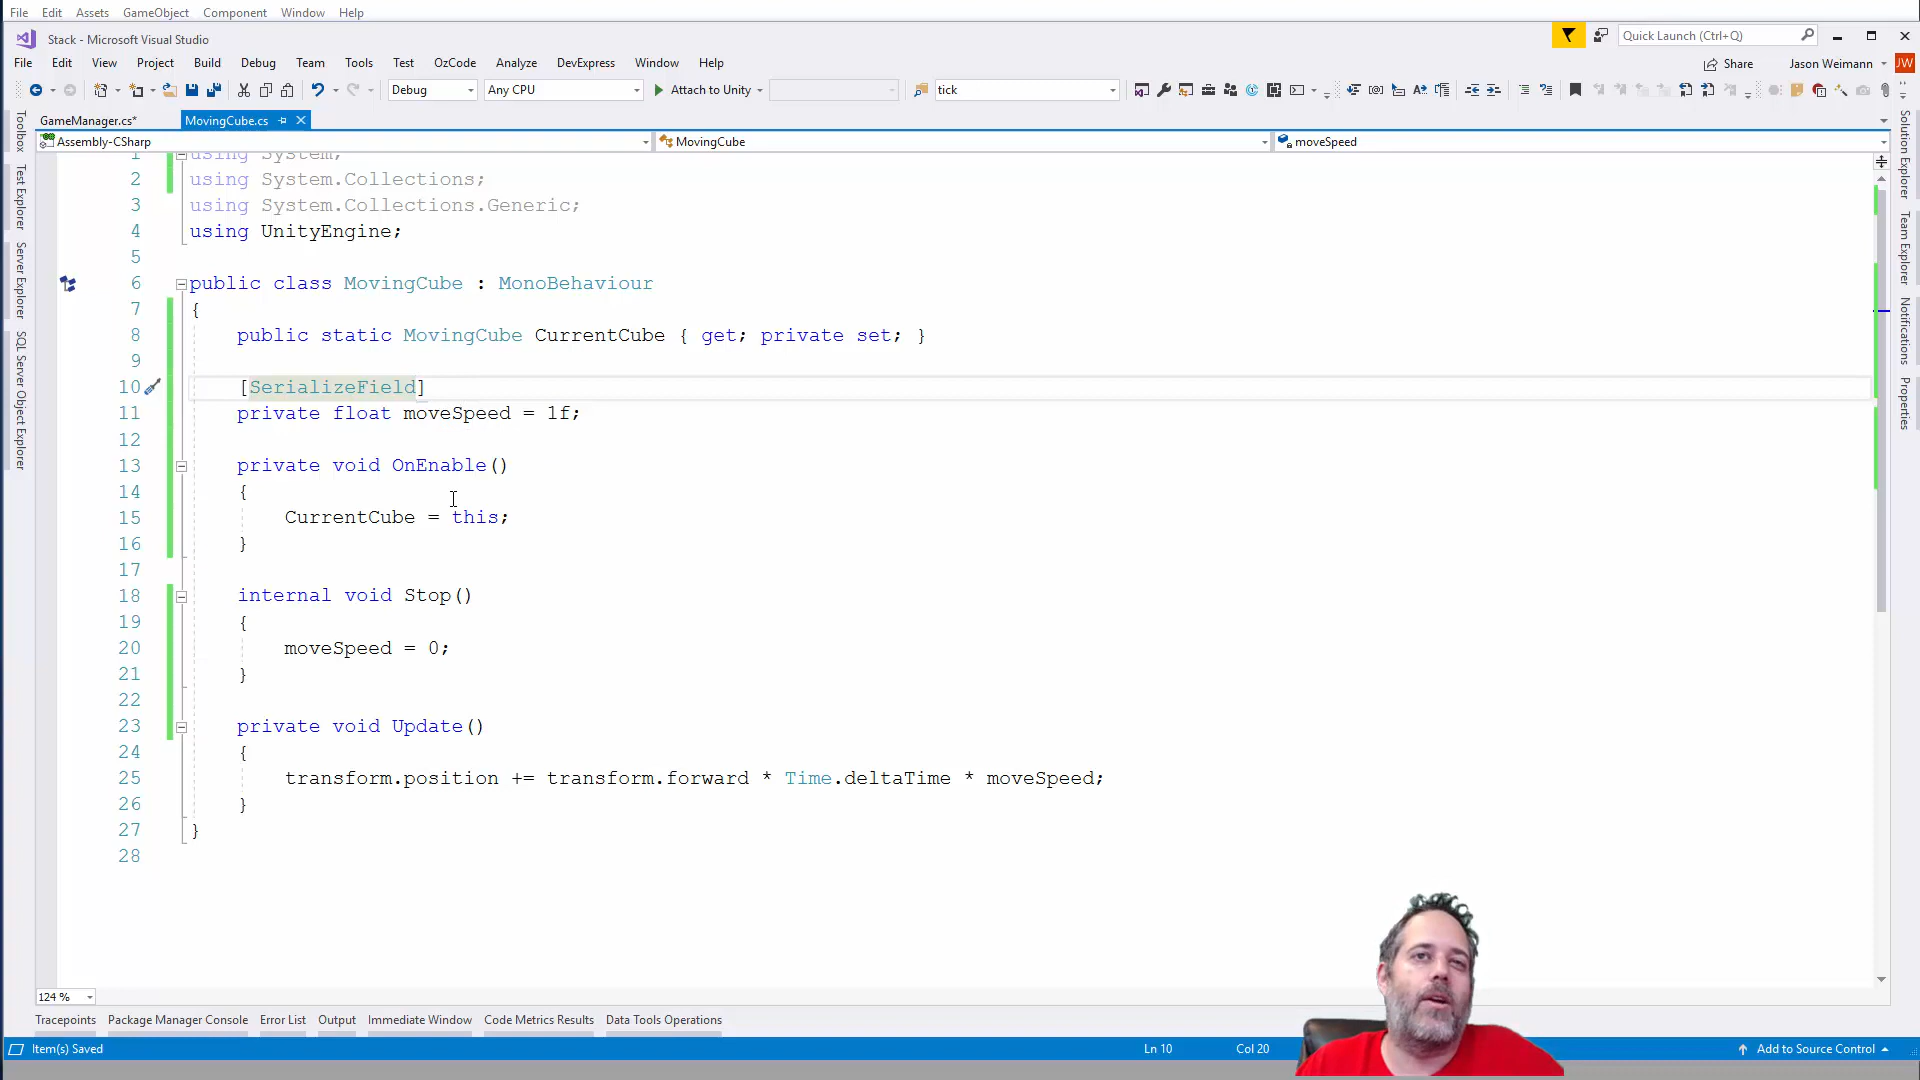 File Edit Assets GameObject Component Window Help
Stack - Microsoft Visual Studio
Quick Launch (Ctrl+Q)
File Edit View Project Build Debug Team Tools Test OzCode Analyze DevExpress Window Help
Share
Jason Weimann JW
Debug Any CPU Attach to Unity tick
GameManager.cs* MovingCube.cs
Assembly-CSharp MovingCube moveSpeed
1 using System;
2 using System.Collections;
3 using System.Collections.Generic;
4 using UnityEngine;
5
6 public class MovingCube : MonoBehaviour
7 {
8 public static MovingCube CurrentCube { get; private set; }
9
10 [SerializeField]
11 private float moveSpeed = 1f;
12
13 private void OnEnable()
14 {
15 CurrentCube = this;
16 }
17
18 internal void Stop()
19 {
20 moveSpeed = 0;
21 }
22
23 private void Update()
24 {
25 transform.position += transform.forward * Time.deltaTime * moveSpeed;
26 }
27 }
28
Toolbox
Test Explorer
Server Explorer
SQL Server Object Explorer
Solution Explorer
Team Explorer
Notifications
Properties
124 %
Tracepoints Package Manager Console Error List Output Immediate Window Code Metrics Results Data Tools Operations
Item(s) Saved Ln 10 Col 20 Add to Source Control